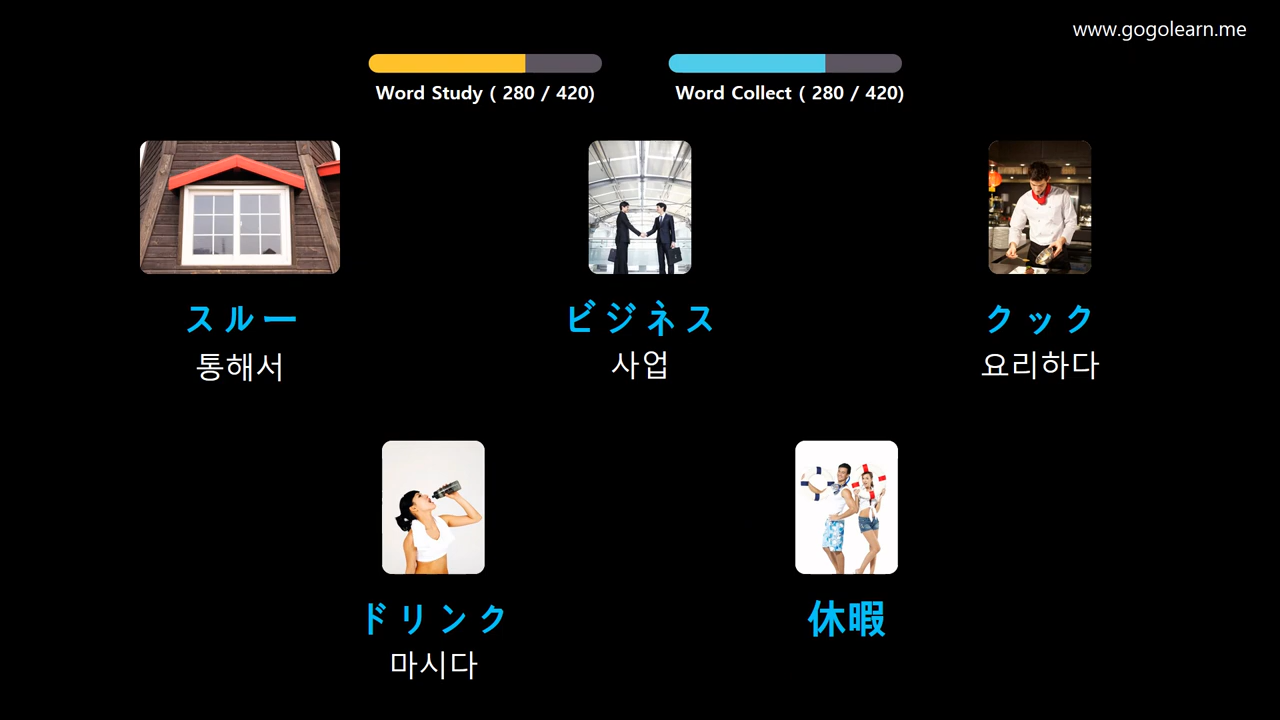 www.gogolearn.me
Word Study ( 280 / 420)
Word Collect ( 280 / 420)
スルー
통해서
ビジネス
사업
クック
요리하다
ドリンク
마시다
休暇